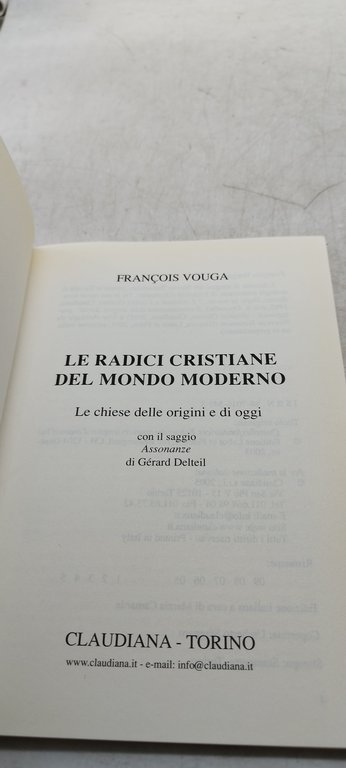 FRANÇOIS VOUGA
LE RADICI CRISTIANE
DEL MONDO MODERNO
Le chiese delle origini e di oggi
con il saggio
Assonanze
di Gérard Delteil
CLAUDIANA - TORINO
www.claudiana.it - e-mail: info@claudiana.it